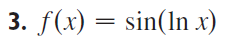 3. f(x) = sin(ln x)